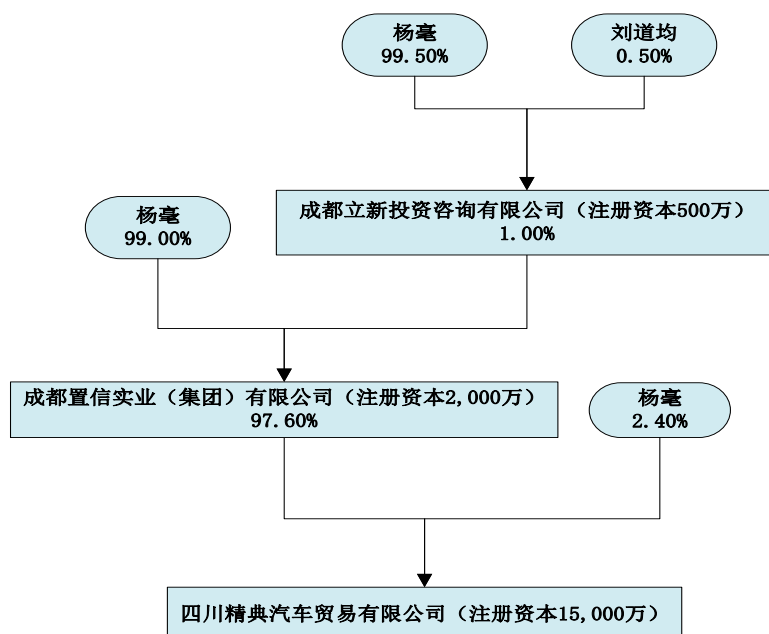 杨毫
99.50%
刘道均
0.50%
成都立新投资咨询有限公司（注册资本500万）
1.00%
杨毫
99.00%
成都置信实业（集团）有限公司（注册资本2,000万）
97.60%
杨毫
2.40%
四川精典汽车贸易有限公司（注册资本15,000万）